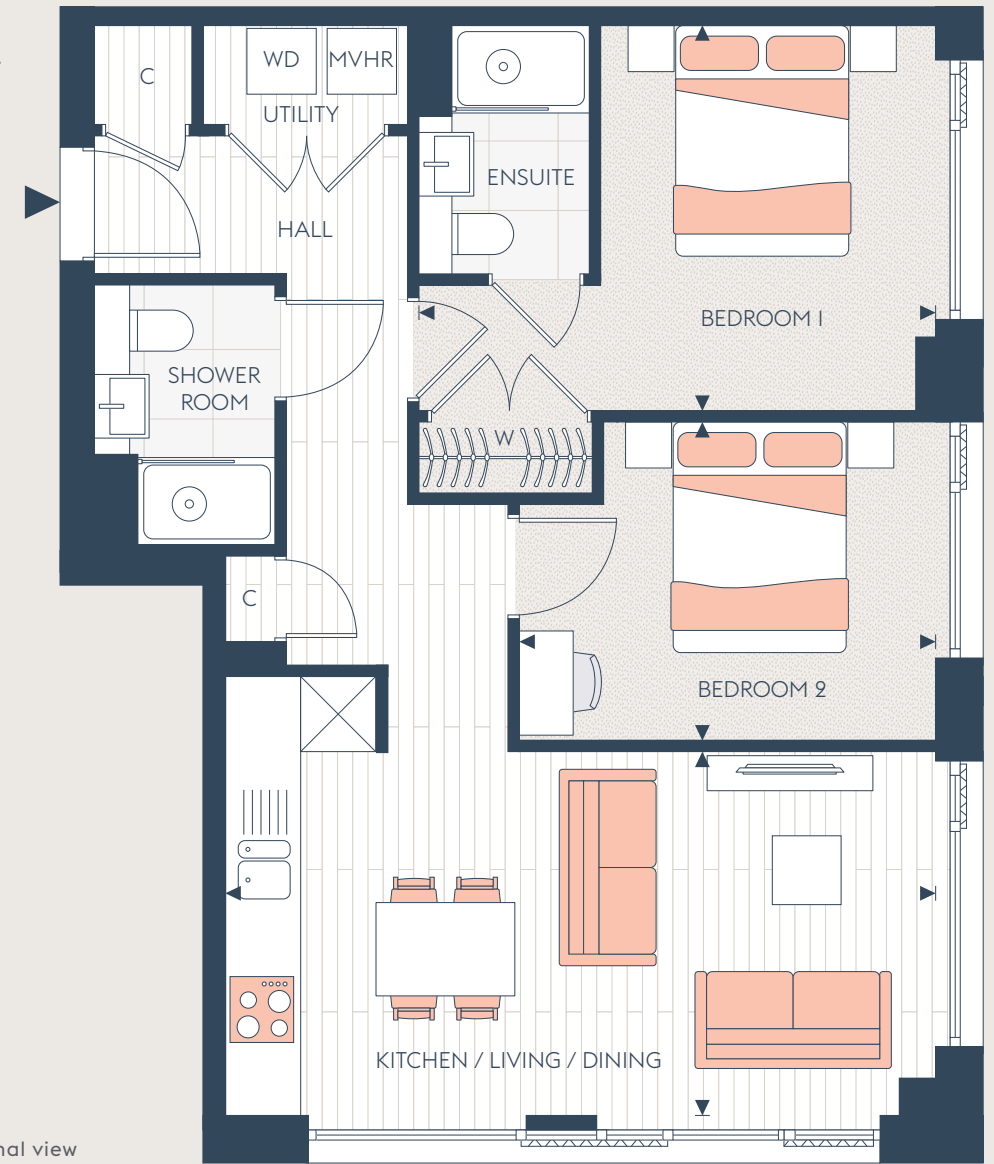 C
WD
MVHR
UTILITY
ENSUITE
HALL
BEDROOM 1
SHOWER
ROOM
W
C
BEDROOM 2
KITCHEN / LIVING / DINING
nal view